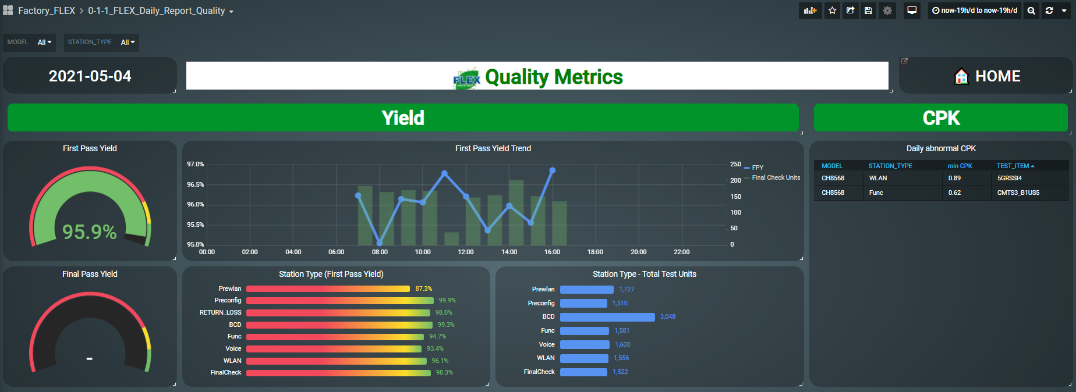 Factory_FLEX > 0-1-1_FLEX_Daily_Report_Quality
now-19h/d to now-19h/d
MODEL All STATION_TYPE All
2021-05-04
FLEX Quality Metrics
HOME
Yield
CPK
First Pass Yield
95.9%
First Pass Yield Trend
97.0%
96.5%
96.0%
95.5%
95.0%
250
200
150
100
50
0
00:00 02:00 04:00 06:00 08:00 10:00 12:00 14:00 16:00 18:00 20:00 22:00
FPY
Final Check Units
Daily abnormal CPK
MODEL STATION_TYPE min CPK TEST_ITEM
CH8568 WLAN 0.89 5GRSSI4
CH8568 Func 0.62 CMTS3_B1US5
Final Pass Yield
-
Station Type (First Pass Yield)
Prewlan 87.3%
Preconfig 99.9%
RETURN_LOSS
BCD 99.3%
Func 94.7%
Voice 93.4%
WLAN 96.1%
FinalCheck 98.3%
Station Type - Total Test Units
Prewlan 1,727
Preconfig 1,510
BCD 3,048
Func
Voice 1,600
WLAN 1,556
FinalCheck 1,522